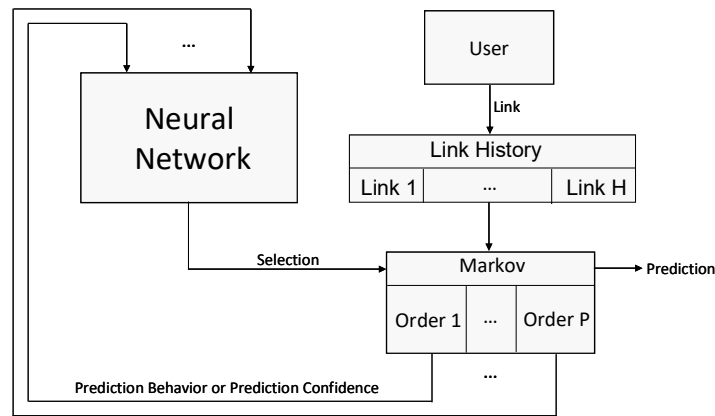 ...
User
Neural
Network
Link
Link History
Link 1
...
Link H
Selection
Markov
Prediction
Order 1
...
Order P
...
Prediction Behavior or Prediction Confidence